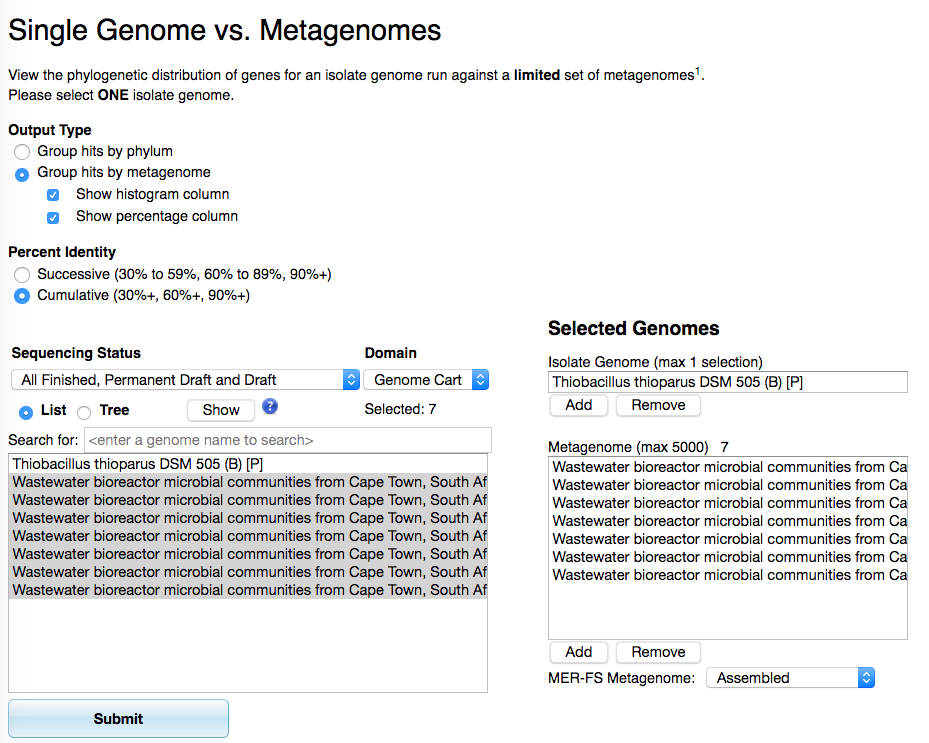 Single Genome vs. Metagenomes
View the phylogenetic distribution of genes for an isolate genome run against a limited set of metagenomes1.
Please select ONE isolate genome.
Output Type
Group hits by phylum
Group hits by metagenome
Show histogram column
Show percentage column
Percent Identity
Successive (30% to 59%, 60% to 89%, 90%+)
Cumulative (30%+, 60%+, 90%+)
Sequencing Status
Domain
All Finished, Permanent Draft and Draft
Genome Cart
List
Tree
Show
?
Selected: 7
Search for:
<enter a genome name to search>
Thiobacillus thioparus DSM 505 (B) [P]
Wastewater bioreactor microbial communities from Cape Town, South Af
Wastewater bioreactor microbial communities from Cape Town, South Af
Wastewater bioreactor microbial communities from Cape Town, South Af
Wastewater bioreactor microbial communities from Cape Town, South Af
Wastewater bioreactor microbial communities from Cape Town, South Af
Wastewater bioreactor microbial communities from Cape Town, South Af
Wastewater bioreactor microbial communities from Cape Town, South Af
Submit
Selected Genomes
Isolate Genome (max 1 selection)
Thiobacillus thioparus DSM 505 (B) [P]
Add
Remove
Metagenome (max 5000) 7
Wastewater bioreactor microbial communities from Ca
Wastewater bioreactor microbial communities from Ca
Wastewater bioreactor microbial communities from Ca
Wastewater bioreactor microbial communities from Ca
Wastewater bioreactor microbial communities from Ca
Wastewater bioreactor microbial communities from Ca
Wastewater bioreactor microbial communities from Ca
Add
Remove
MER-FS Metagenome:
Assembled